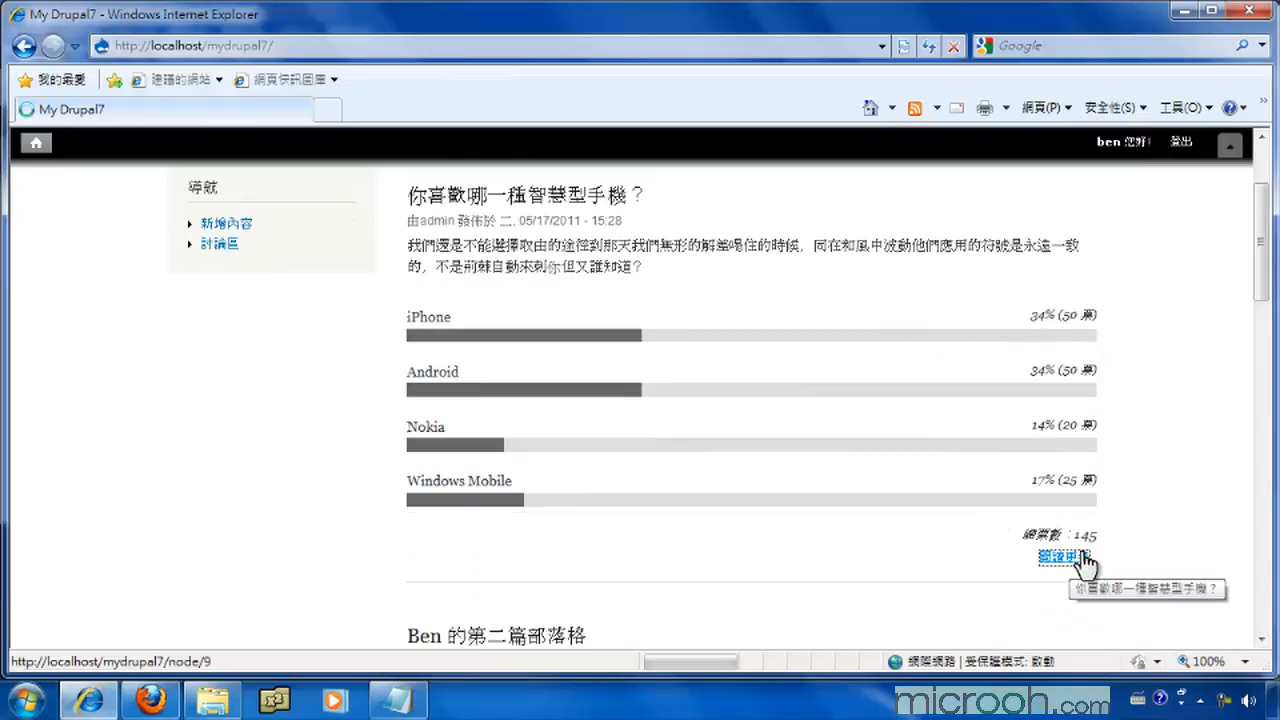 My Drupal7 - Windows Internet Explorer
http://localhost/mydrupal7/
Google
我的最愛
建議的網站
網頁快訊圖庫
My Drupal7
網頁(P)
安全性(S)
工具(O)
ben 您好!
登出
導航
新增內容
討論區
你喜歡哪一種智慧型手機？
由admin 發佈於 二, 05/17/2011 - 15:28
我們還是不能選擇取由的途徑到那天我們無形的解差喝住的時候，同在和風中波動他們應用的符號是永遠一致
的，不是荊棘自動來刺你但又誰知道？
iPhone
34% (50 票)
Android
34% (50 票)
Nokia
14% (20 票)
Windows Mobile
17% (25 票)
總票數：145
你喜歡哪一種智慧型手機？
Ben 的第二篇部落格
http://localhost/mydrupal7/node/9
網際網路 | 受保護模式: 啟動
100%
microoh.com